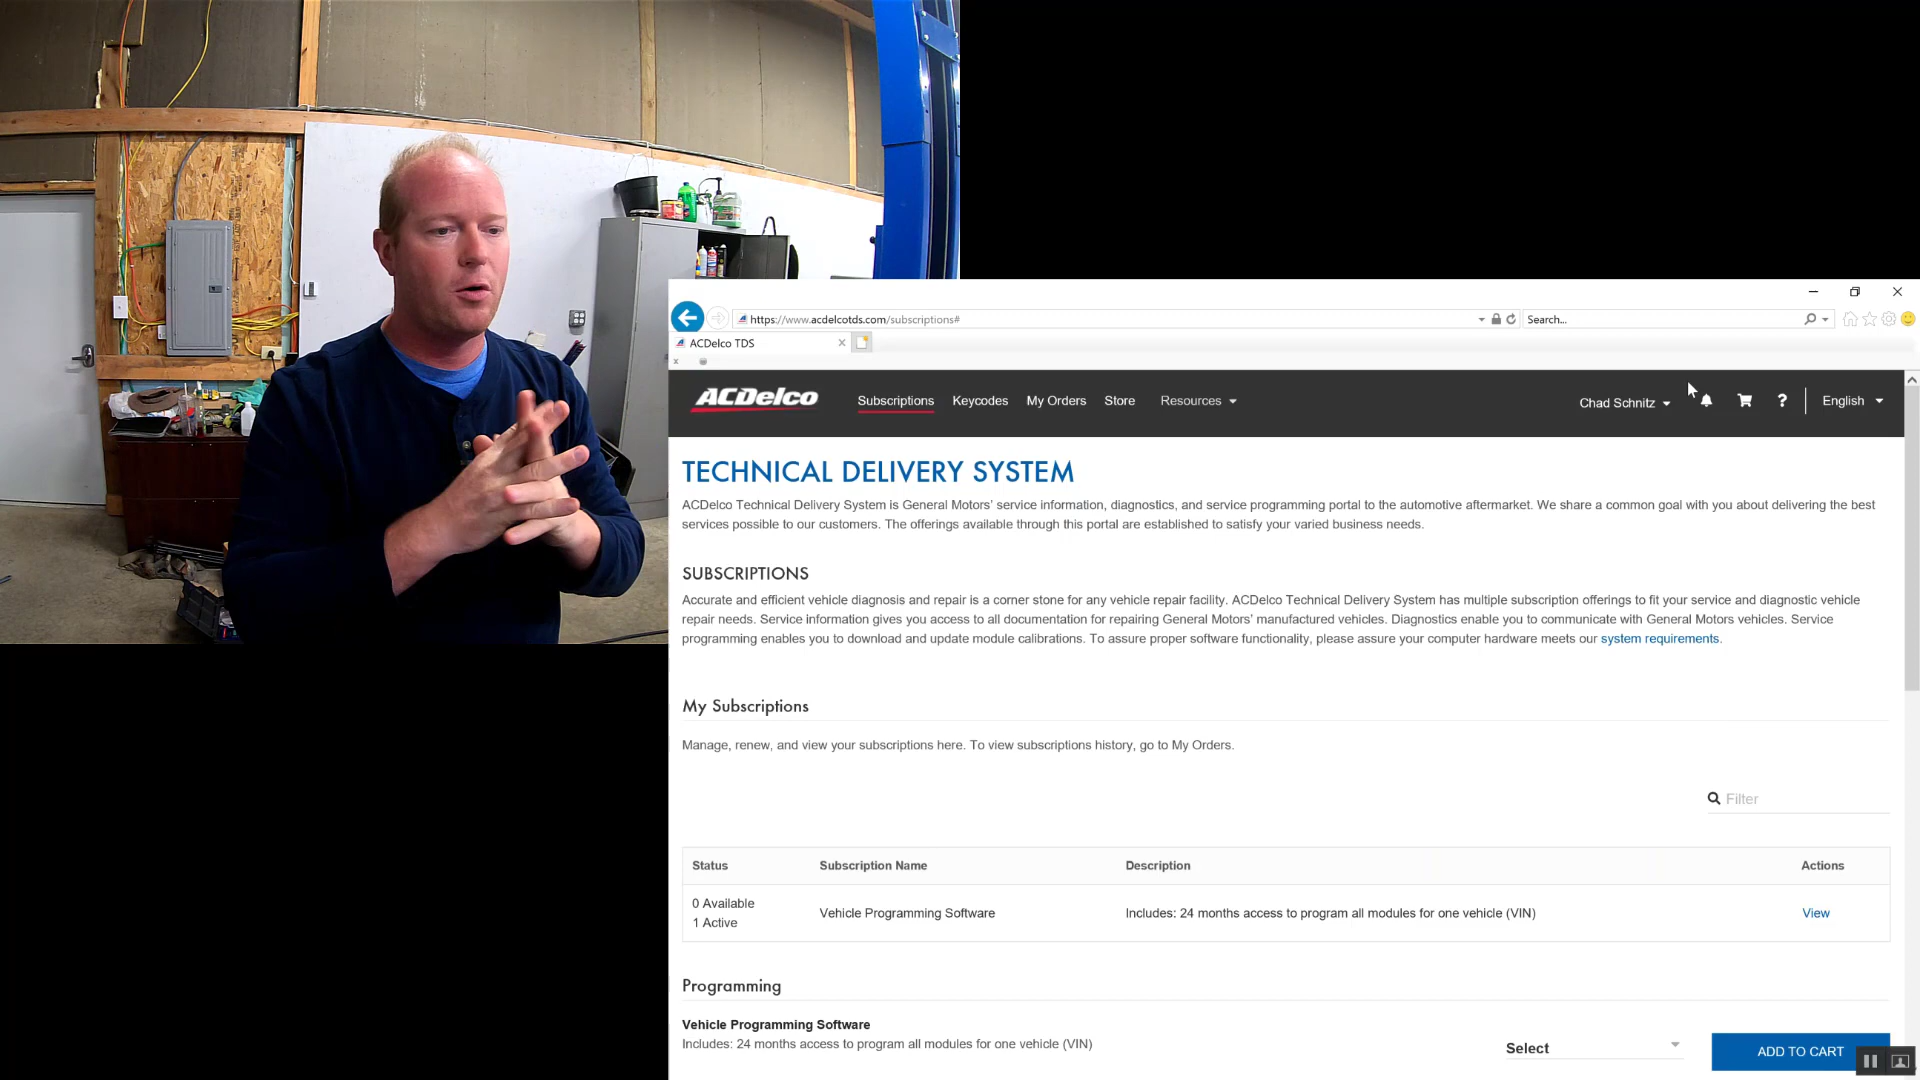 https://www.acdelcotds.com/subscriptions#
Search...
ACDelco TDS
ACDelco
Subscriptions
Keycodes
My Orders
Store
Resources
Chad Schnitz
?
English
TECHNICAL DELIVERY SYSTEM
ACDelco Technical Delivery System is General Motors' service information, diagnostics, and service programming portal to the automotive aftermarket. We share a common goal with you about delivering the best
services possible to our customers. The offerings available through this portal are established to satisfy your varied business needs.
SUBSCRIPTIONS
Accurate and efficient vehicle diagnosis and repair is a corner stone for any vehicle repair facility. ACDelco Technical Delivery System has multiple subscription offerings to fit your service and diagnostic vehicle
repair needs. Service information gives you access to all documentation for repairing General Motors' manufactured vehicles. Diagnostics enable you to communicate with General Motors vehicles. Service
programming enables you to download and update module calibrations. To assure proper software functionality, please assure your computer hardware meets our system requirements.
My Subscriptions
Manage, renew, and view your subscriptions here. To view subscriptions history, go to My Orders.
Filter
Status
Subscription Name
Description
Actions
0 Available
1 Active
Vehicle Programming Software
Includes: 24 months access to program all modules for one vehicle (VIN)
View
Programming
Vehicle Programming Software
Includes: 24 months access to program all modules for one vehicle (VIN)
Select
ADD TO CART